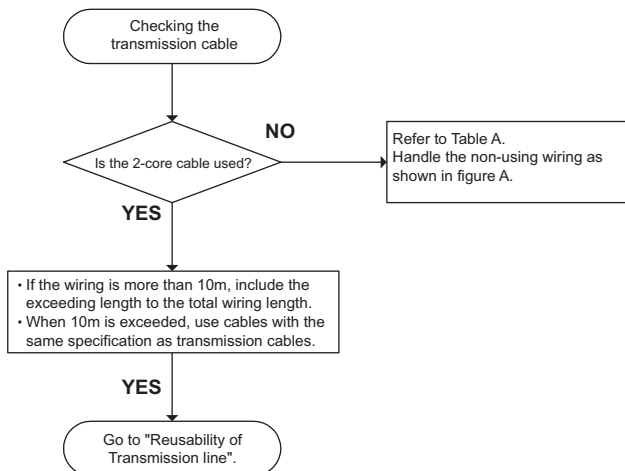 Checking the
transmission cable
NO
Is the 2-core cable used?
Refer to Table A.
Handle the non-using wiring as
shown in figure A.
YES
• If the wiring is more than 10m, include the
exceeding length to the total wiring length.
• When 10m is exceeded, use cables with the
same specification as transmission cables.
YES
Go to "Reusability of
Transmission line".